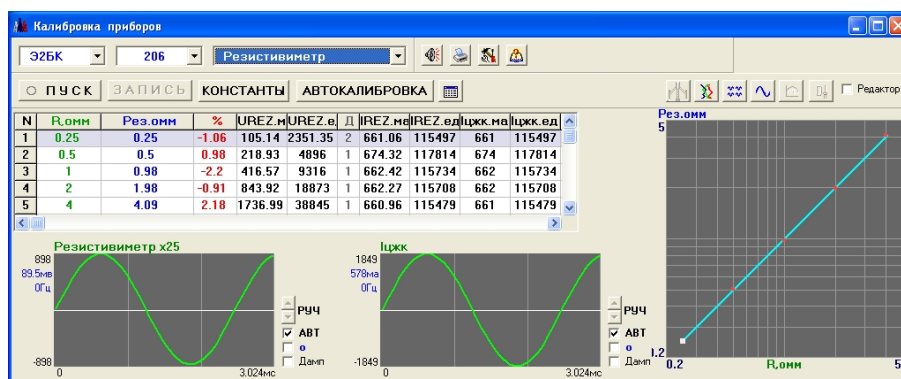 Калибровка приборов
Э2БК 206 Резистивиметр
ПУСК ЗАПИСЬ КОНСТАНТЫ АВТОКАЛИБРОВКА Редактор
N R,омм Рез.омм % UREZ.м UREZ.е, Д IREZ.ма IREZ.ед Iцжк.ма Iцжк.ед
1 0.25 0.25 -1.06 105.14 2351.35 2 661.06 115497 661 115497
2 0.5 0.5 0.98 218.93 4896 1 674.32 117814 674 117814
3 1 0.98 -2.2 416.57 9316 1 662.42 115734 662 115734
4 2 1.98 -0.91 843.92 18873 1 662.27 115708 662 115708
5 4 4.09 2.18 1736.99 38845 1 660.96 115479 661 115479
Резистивиметр x25
898
89.5мв
0Гц
-898
0 3.024мс
РУЧ
АВТ
о
Дамп
Iцжк
1849
578ма
0Гц
-1849
0 3.024мс
РУЧ
АВТ
о
Дамп
Рез.омм
5
).2
0.2 R,омм 5